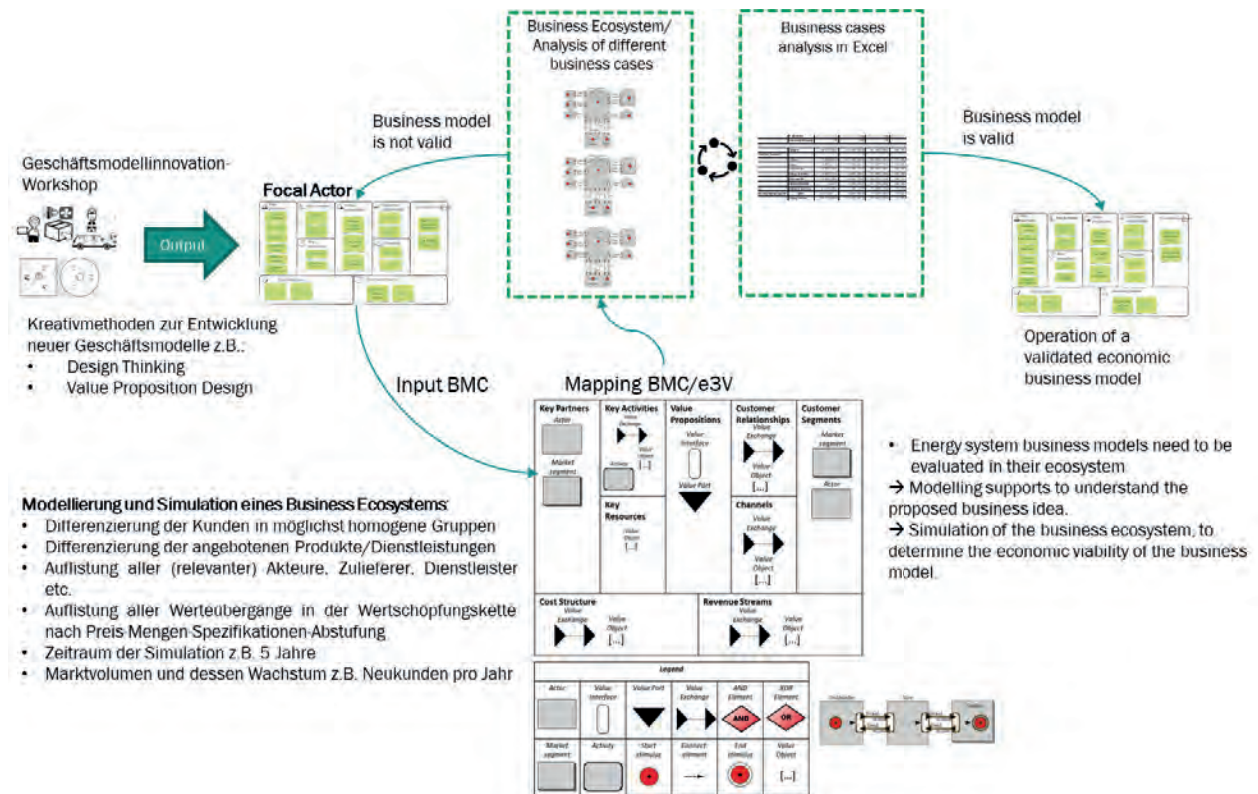 Business Ecosystem/
Analysis of different
business cases
Business cases
analysis in Excel
Business model
is not valid
Business model
is valid
Geschäftsmodellinnovation-
Workshop
Output
Focal Actor
Kreativmethoden zur Entwicklung
neuer Geschäftsmodelle z.B.:
• Design Thinking
• Value Proposition Design
Operation of a
validated economic
business model
Input BMC
Mapping BMC/e3V
Key Partners
Actor
Market
segment
Key Activities
Value
Exchange
Value
Object
[...]
Activity
Key
Resources
Value
Object
[...]
Value
Propositions
Value
Interface
Value Port
Customer
Relationships
Value
Exchange
Value
Object
[...]
Channels
Value
Exchange
Value
Object
[...]
Customer
Segments
Market
segment
Actor
Cost Structure
Value
Exchange
Value
Object
[...]
Revenue Streams
Value
Exchange
Value
Object
[...]
• Energy system business models need to be
evaluated in their ecosystem
→ Modelling supports to understand the
proposed business idea.
→ Simulation of the business ecosystem, to
determine the economic viability of the business
model.
Modellierung und Simulation eines Business Ecosystems:
• Differenzierung der Kunden in möglichst homogene Gruppen
• Differenzierung der angebotenen Produkte/Dienstleistungen
• Auflistung aller (relevanter) Akteure, Zulieferer, Dienstleister
etc.
• Auflistung aller Werteübergänge in der Wertschöpfungskette
nach Preis-Mengen-Spezifikationen-Abstufung
• Zeitraum der Simulation z.B. 5 Jahre
• Marktvolumen und dessen Wachstum z.B. Neukunden pro Jahr
Legend
Actor
Value
Interface
Value Port
Value
Exchange
AND
Element
AND
XOR
Element
OR
Market
segment
Activity
Start
stimulus
Connect
element
End
stimulus
Value
Object
[...]